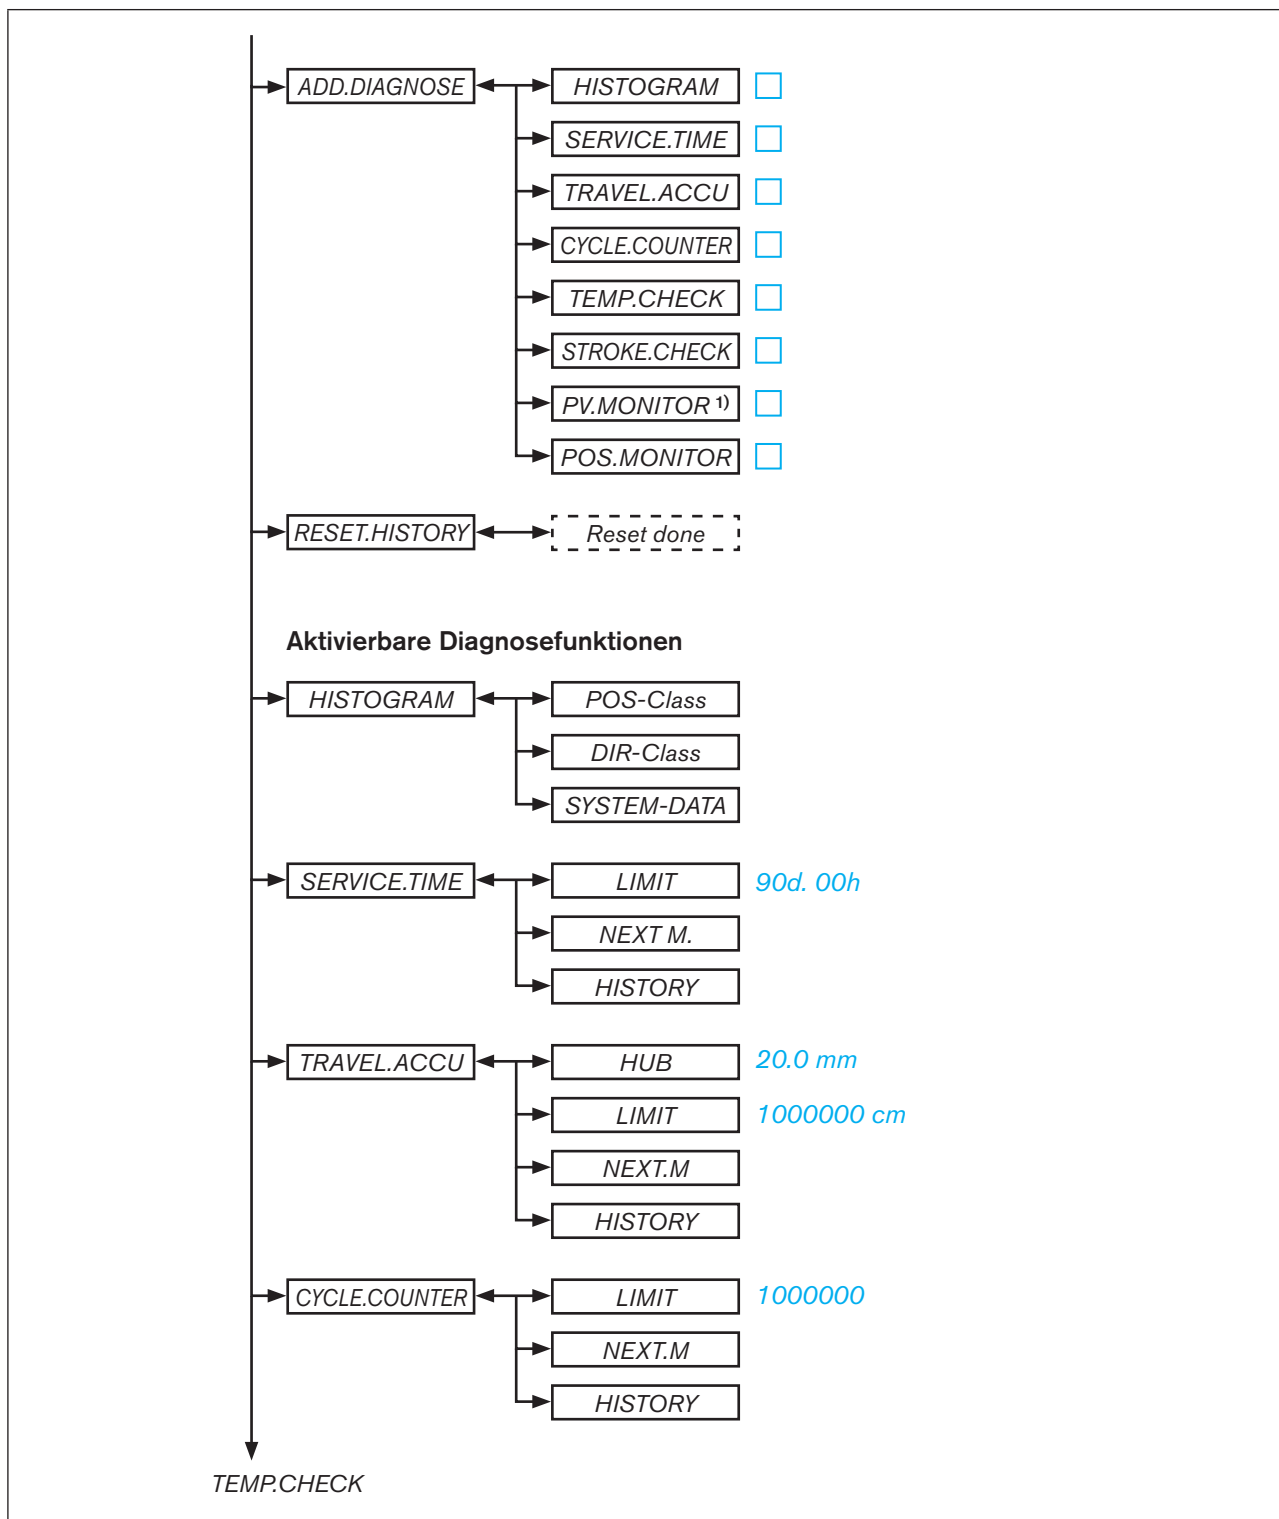 ADD.DIAGNOSE
HISTOGRAM
SERVICE.TIME
TRAVEL.ACCU
CYCLE.COUNTER
TEMP.CHECK
STROKE.CHECK
PV.MONITOR 1)
POS.MONITOR
RESET.HISTORY
Reset done
Aktivierbare Diagnosefunktionen
HISTOGRAM
POS-Class
DIR-Class
SYSTEM-DATA
SERVICE.TIME
LIMIT 90d. 00h
NEXT M.
HISTORY
TRAVEL.ACCU
HUB 20.0 mm
LIMIT 1000000 cm
NEXT.M
HISTORY
CYCLE.COUNTER
LIMIT 1000000
NEXT.M
HISTORY
TEMP.CHECK